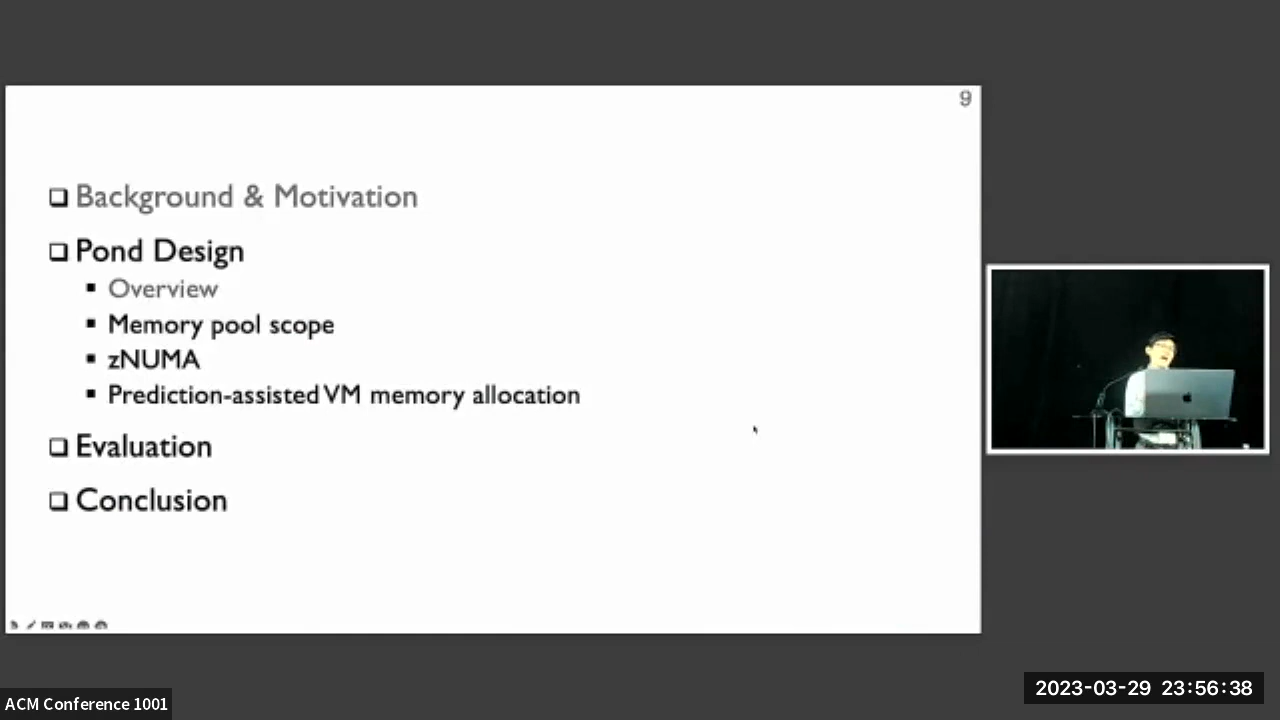 9
Background & Motivation
Pond Design
Overview
Memory pool scope
zNUMA
Prediction-assisted VM memory allocation
Evaluation
Conclusion
ACM Conference 1001
2023-03-29 23:56:38